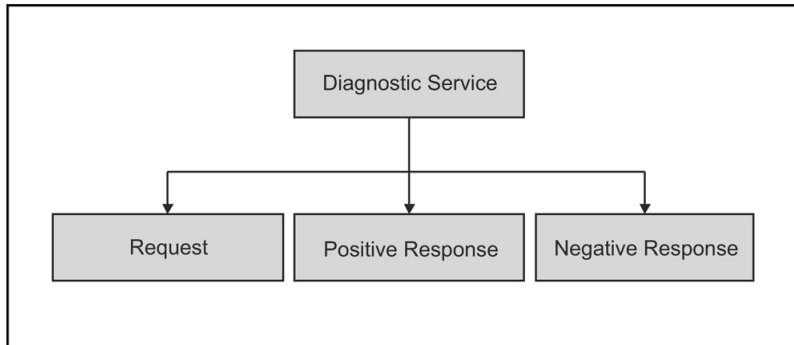 Diagnostic Service
Request
Positive Response
Negative Response